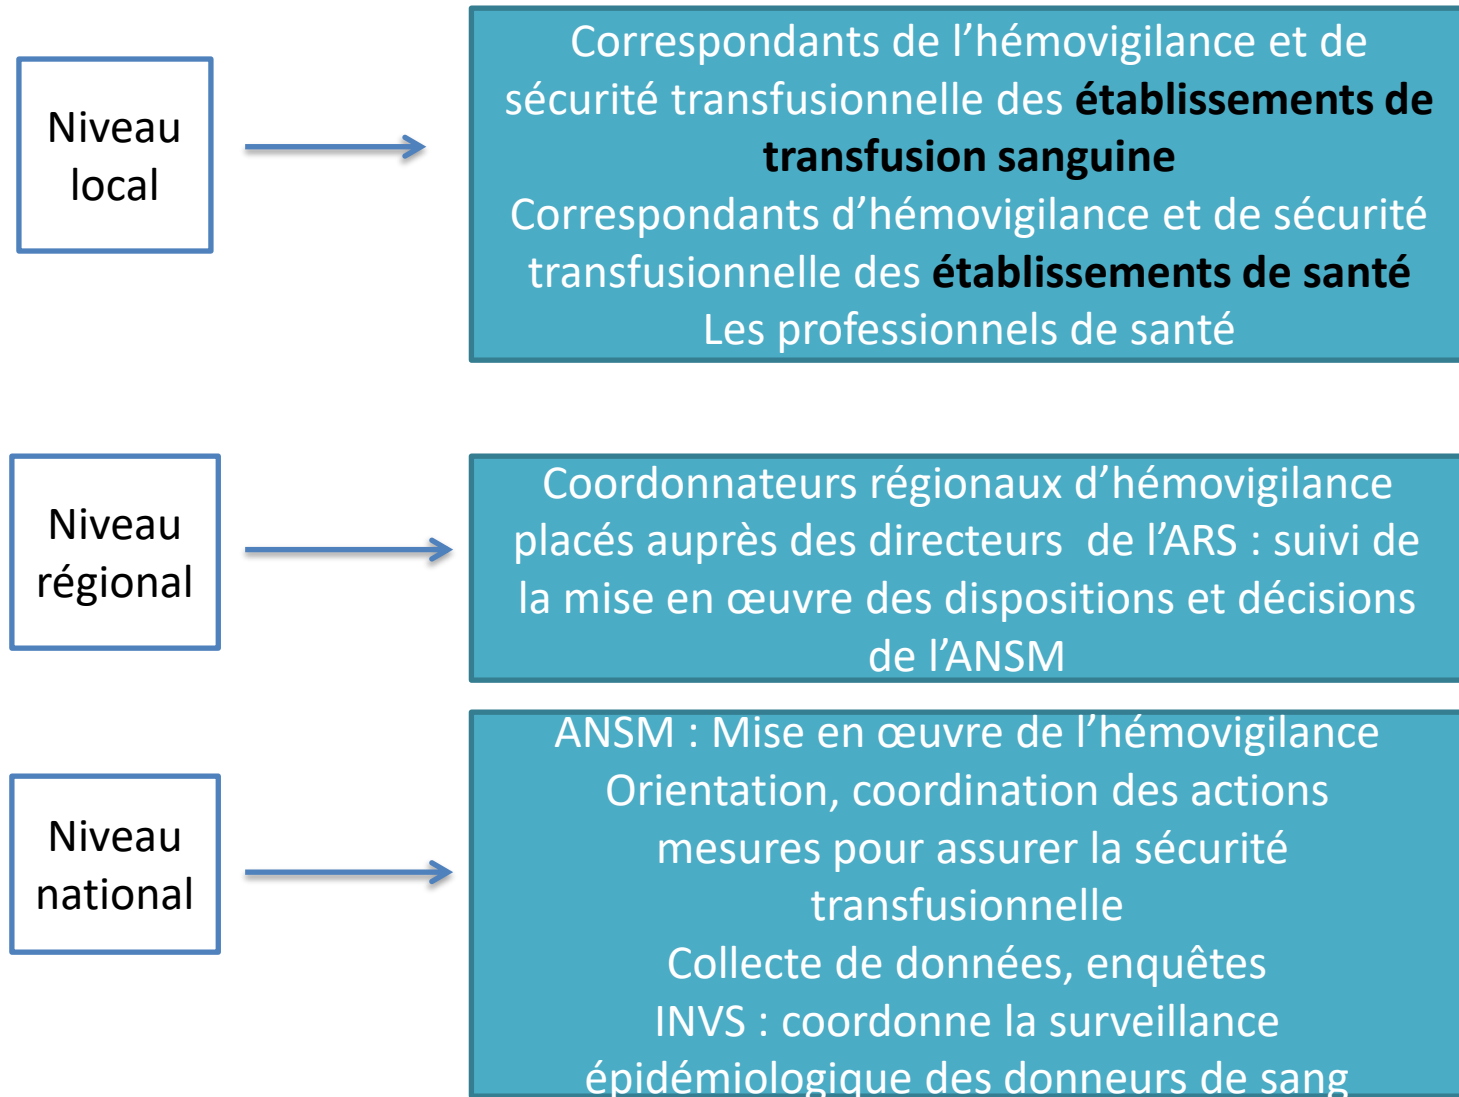 Niveau
local
Correspondants de l’hémovigilance et de
sécurité transfusionnelle des établissements de
transfusion sanguine
Correspondants d’hémovigilance et de sécurité
transfusionnelle des établissements de santé
Les professionnels de santé
Niveau
régional
Coordonnateurs régionaux d’hémovigilance
placés auprès des directeurs de l’ARS : suivi de
la mise en œuvre des dispositions et décisions
de l’ANSM
Niveau
national
ANSM : Mise en œuvre de l’hémovigilance
Orientation, coordination des actions
mesures pour assurer la sécurité
transfusionnelle
Collecte de données, enquêtes
INVS : coordonne la surveillance
épidémiologique des donneurs de sang